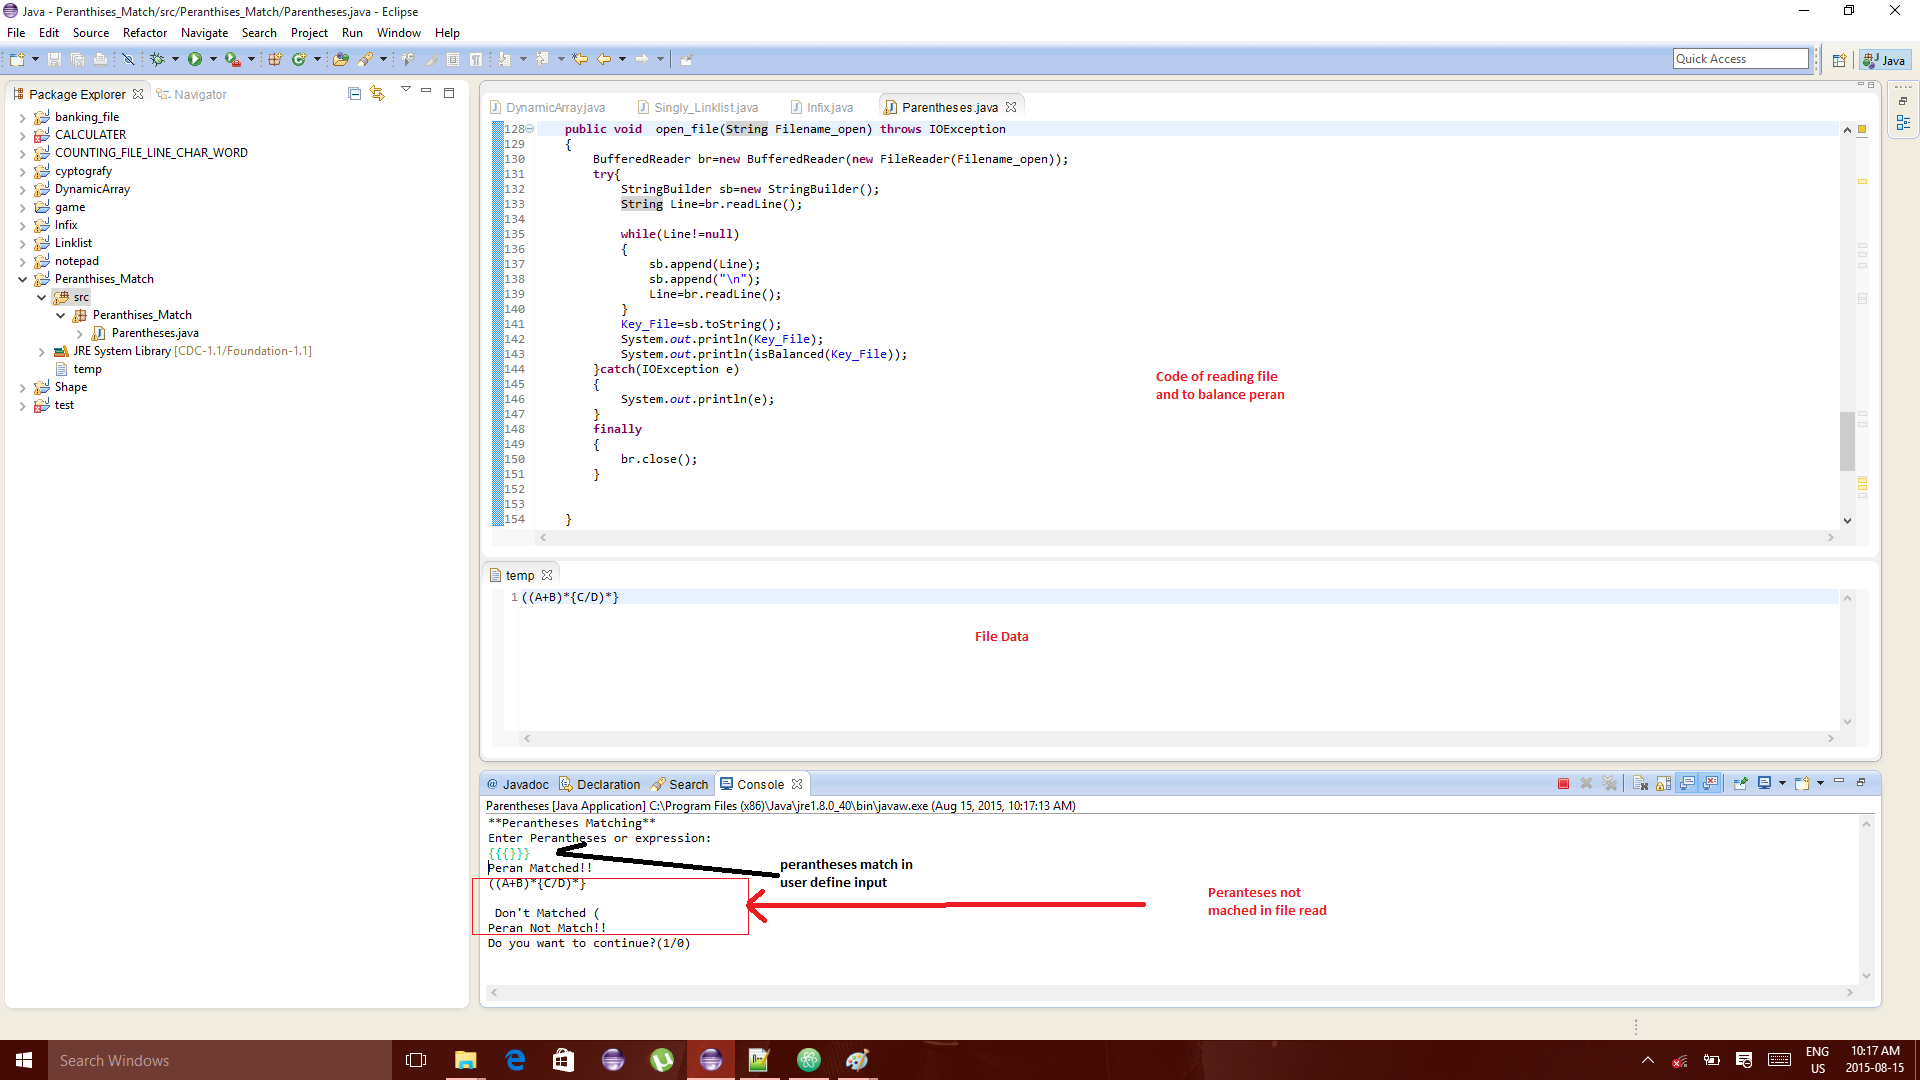 Java - Peranthises_Match/src/Peranthises_Match/Parentheses.java - Eclipse
File Edit Source Refactor Navigate Search Project Run Window Help
Quick Access
Java
Package Explorer
Navigator
banking_file
CALCULATER
COUNTING_FILE_LINE_CHAR_WORD
cyptografy
DynamicArray
game
Infix
Linklist
notepad
Peranthises_Match
src
Peranthises_Match
Parentheses.java
JRE System Library [CDC-1.1/Foundation-1.1]
temp
Shape
test
DynamicArray.java Singly_Linklist.java Infix.java Parentheses.java
128 public void open_file(String Filename_open) throws IOException
129 {
130 BufferedReader br=new BufferedReader(new FileReader(Filename_open));
131 try{
132 StringBuilder sb=new StringBuilder();
133 String Line=br.readLine();
134
135 while(Line!=null)
136 {
137 sb.append(Line);
138 sb.append("\n");
139 Line=br.readLine();
140 }
141 Key_File=sb.toString();
142 System.out.println(Key_File);
143 System.out.println(isBalanced(Key_File));
144 }catch(IOException e)
145 {
146 System.out.println(e);
147 }
148 finally
149 {
150 br.close();
151 }
152
153
154 }
Code of reading file
and to balance peran
temp
1 ((A+B)*{C/D)*}
File Data
@ Javadoc Declaration Search Console
Parentheses [Java Application] C:\Program Files (x86)\Java\jre1.8.0_40\bin\javaw.exe (Aug 15, 2015, 10:17:13 AM)
**Perantheses Matching**
Enter Perantheses or expression:
{{{}}}
Peran Matched!!
((A+B)*{C/D)*}
Don't Matched (
Peran Not Match!!
Do you want to continue?(1/0)
perantheses match in
user define input
Peranteses not
mached in file read
Search Windows
ENG
US
10:17 AM
2015-08-15